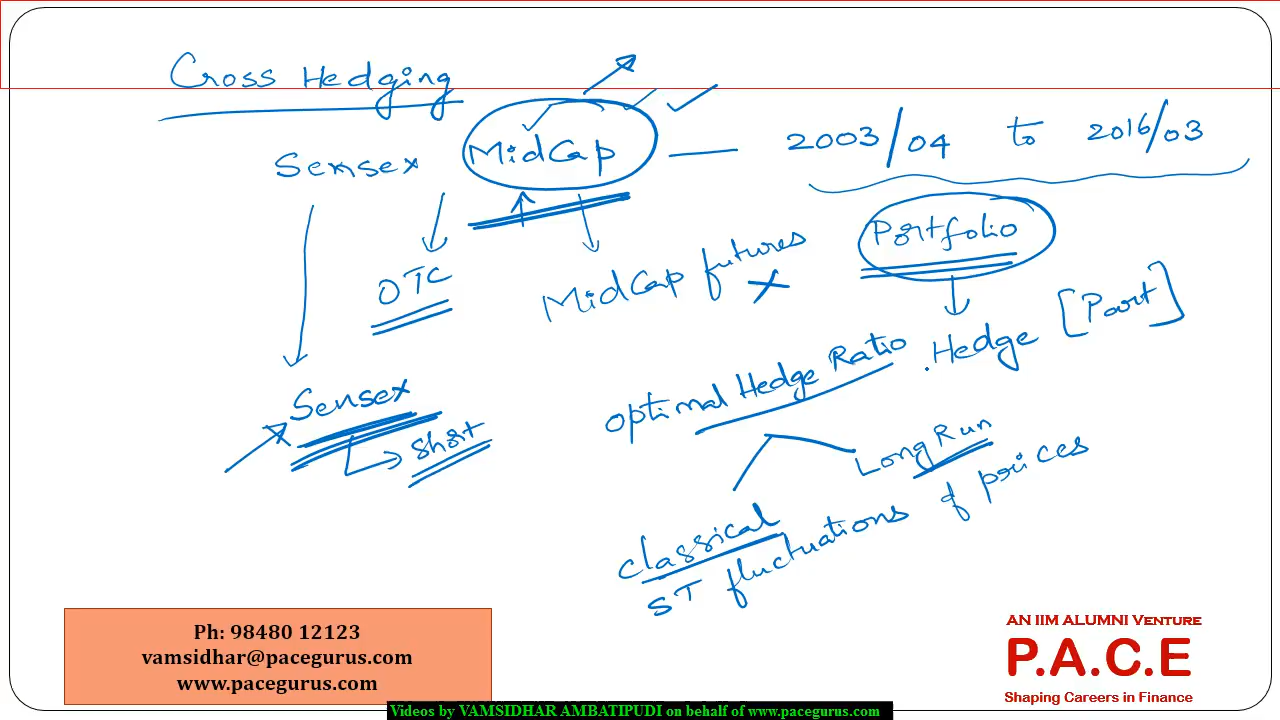 Cross Hedging
Sensex MidCap — 2003/04 to 2016/03
OTC
MidCap futures
Portfolio
Hedge [Port]
Optimal Hedge Ratio
Sensex
Short
Long Run
Classical
ST fluctuations of prices
Ph: 98480 12123
vamsidhar@pacegurus.com
www.pacegurus.com
AN IIM ALUMNI VENTURE
P.A.C.E
Shaping Careers in Finance
Videos by VAMSIDHAR AMBATIPUDI on behalf of www.pacegurus.com